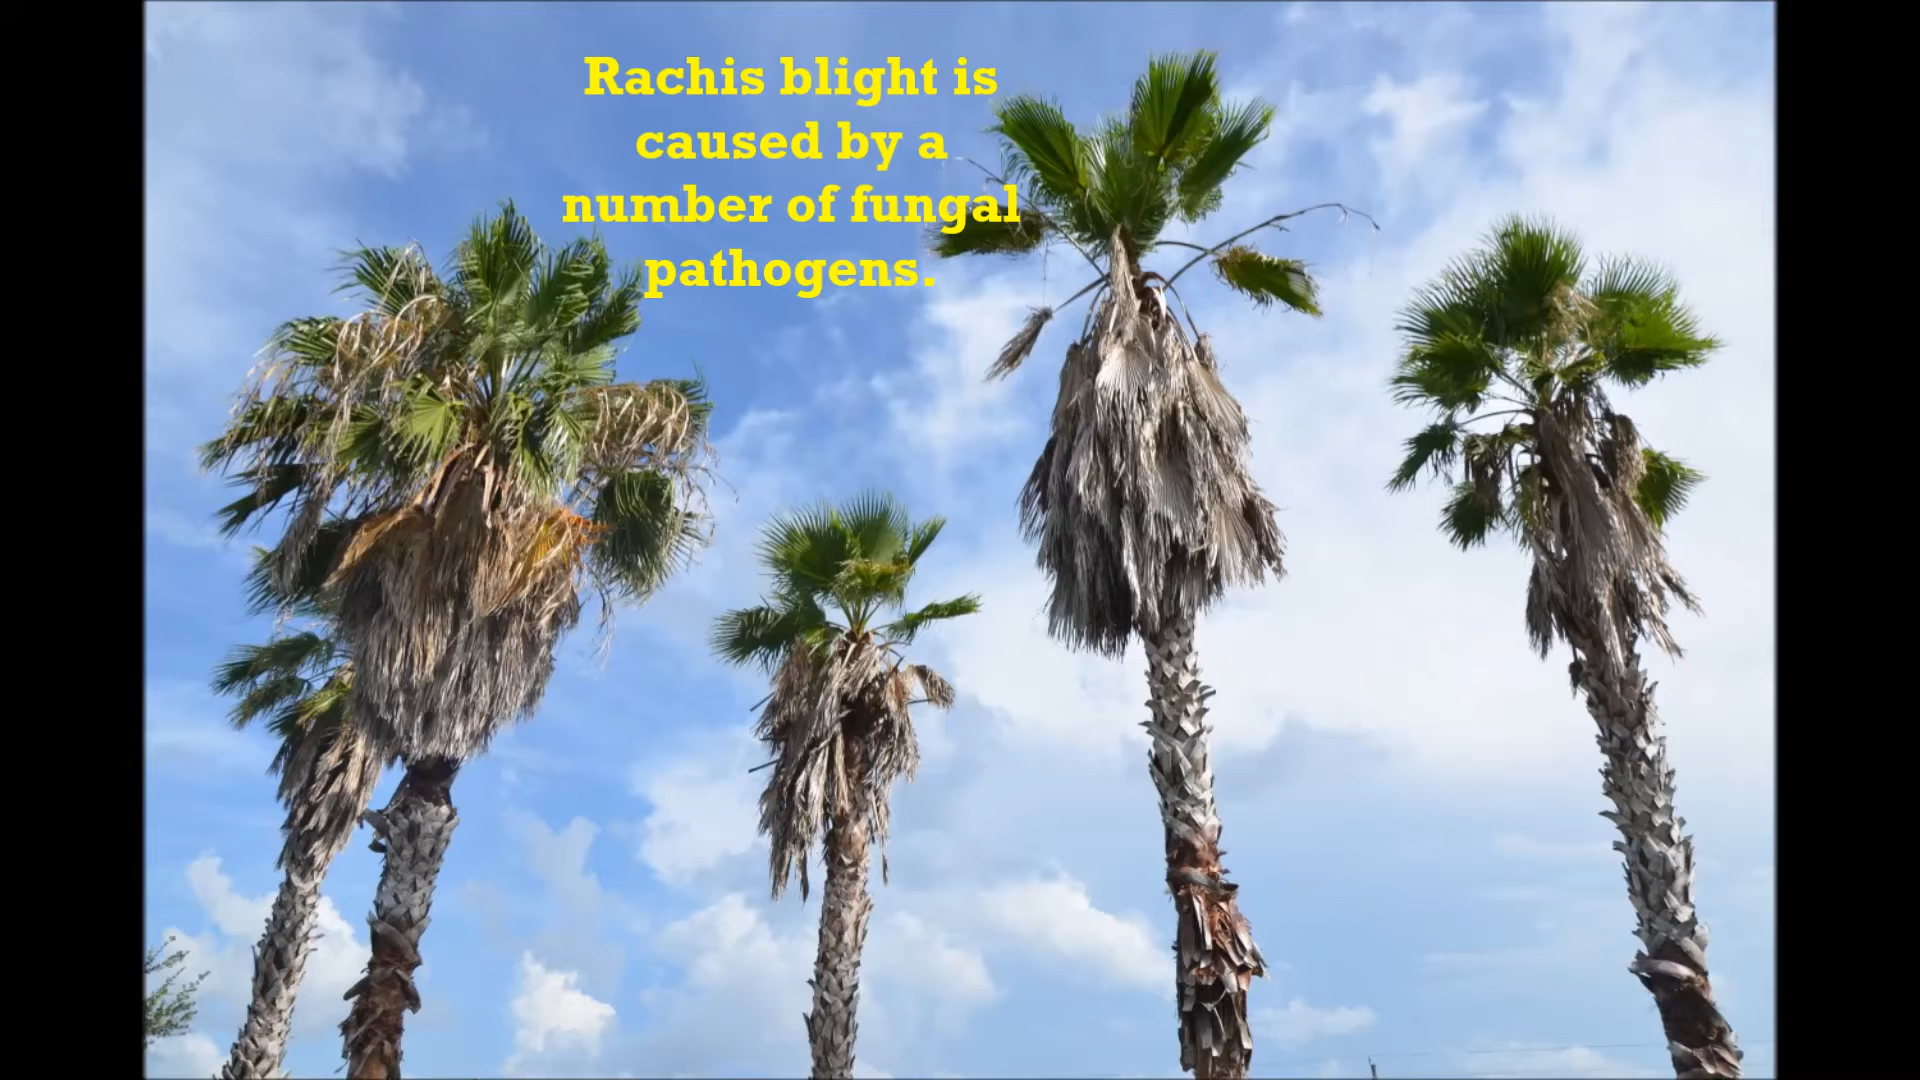 Rachis blight is
caused by a
number of fungal
pathogens.